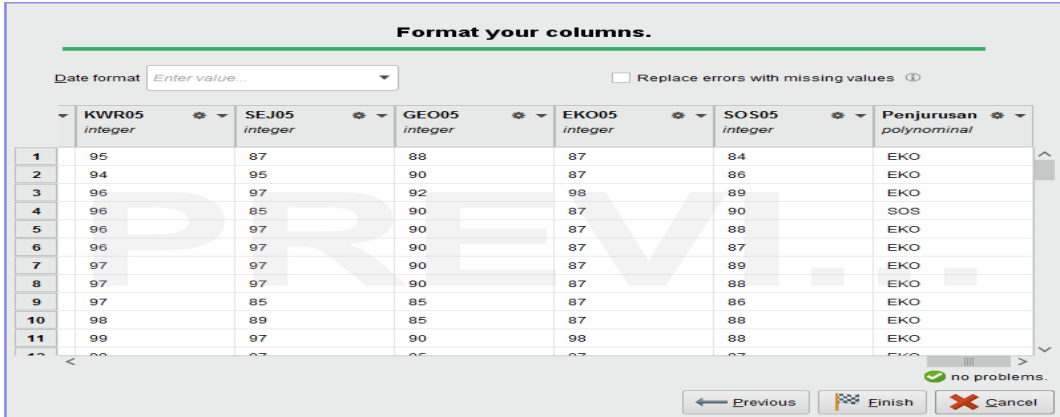 Format your columns.
Date format Enter value... Replace errors with missing values
KWR05 SEJ05 GEO05 EKO05 SOS05 Penjurusan
integer integer integer integer integer polynominal
1 95 87 88 87 84 EKO
2 94 95 90 87 86 EKO
3 96 97 92 98 89 EKO
4 96 85 90 87 90 SOS
5 96 97 90 87 88 EKO
6 96 97 90 87 87 EKO
7 97 97 90 87 89 EKO
8 97 97 90 87 88 EKO
9 97 85 85 87 86 EKO
10 98 89 85 87 88 EKO
11 99 97 90 98 88 EKO
PREVI...
no problems.
Previous Finish Cancel